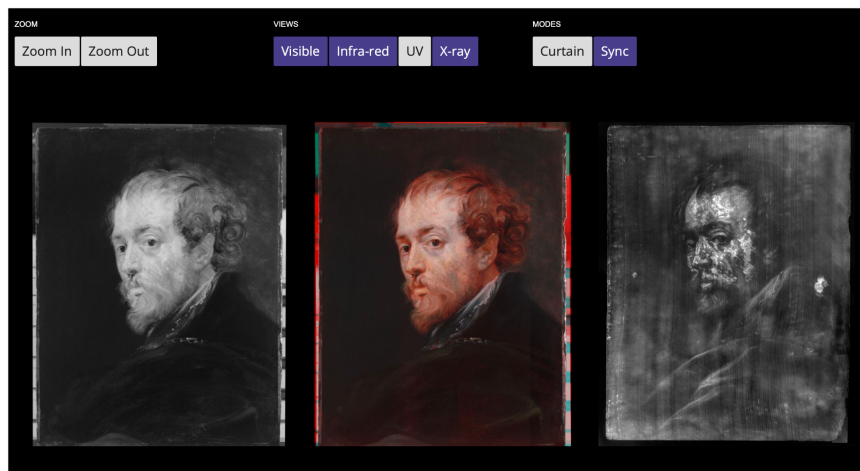 ZOOM
Zoom In Zoom Out
VIEWS
Visible Infra-red UV X-ray
MODES
Curtain Sync